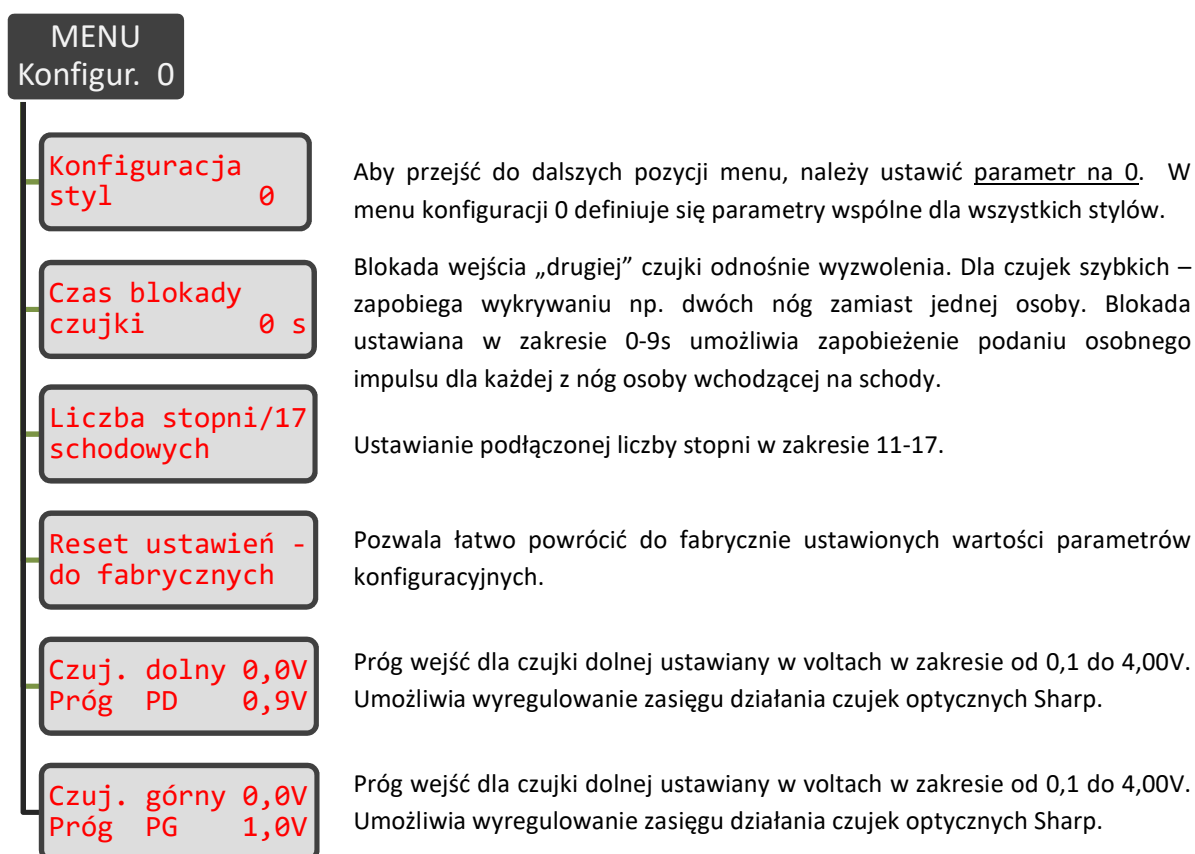 MENU
Konfigur. 0
Konfiguracja
styl 0
Aby przejść do dalszych pozycji menu, należy ustawić parametr na 0. W
menu konfiguracji 0 definiuje się parametry wspólne dla wszystkich stylów.
Czas blokady
czujki 0 s
Blokada wejścia „drugiej” czujki odnośnie wyzwolenia. Dla czujek szybkich –
zapobiega wykrywaniu np. dwóch nóg zamiast jednej osoby. Blokada
ustawiana w zakresie 0-9s umożliwia zapobieżenie podaniu osobnego
impulsu dla każdej z nóg osoby wchodzącej na schody.
Liczba stopni/17
schodowych
Ustawianie podłączonej liczby stopni w zakresie 11-17.
Reset ustawień -
do fabrycznych
Pozwala łatwo powrócić do fabrycznie ustawionych wartości parametrów
konfiguracyjnych.
Czuj. dolny 0,0V
Próg PD 0,9V
Próg wejść dla czujki dolnej ustawiany w voltach w zakresie od 0,1 do 4,00V.
Umożliwia wyregulowanie zasięgu działania czujek optycznych Sharp.
Czuj. górny 0,0V
Próg PG 1,0V
Próg wejść dla czujki dolnej ustawiany w voltach w zakresie od 0,1 do 4,00V.
Umożliwia wyregulowanie zasięgu działania czujek optycznych Sharp.